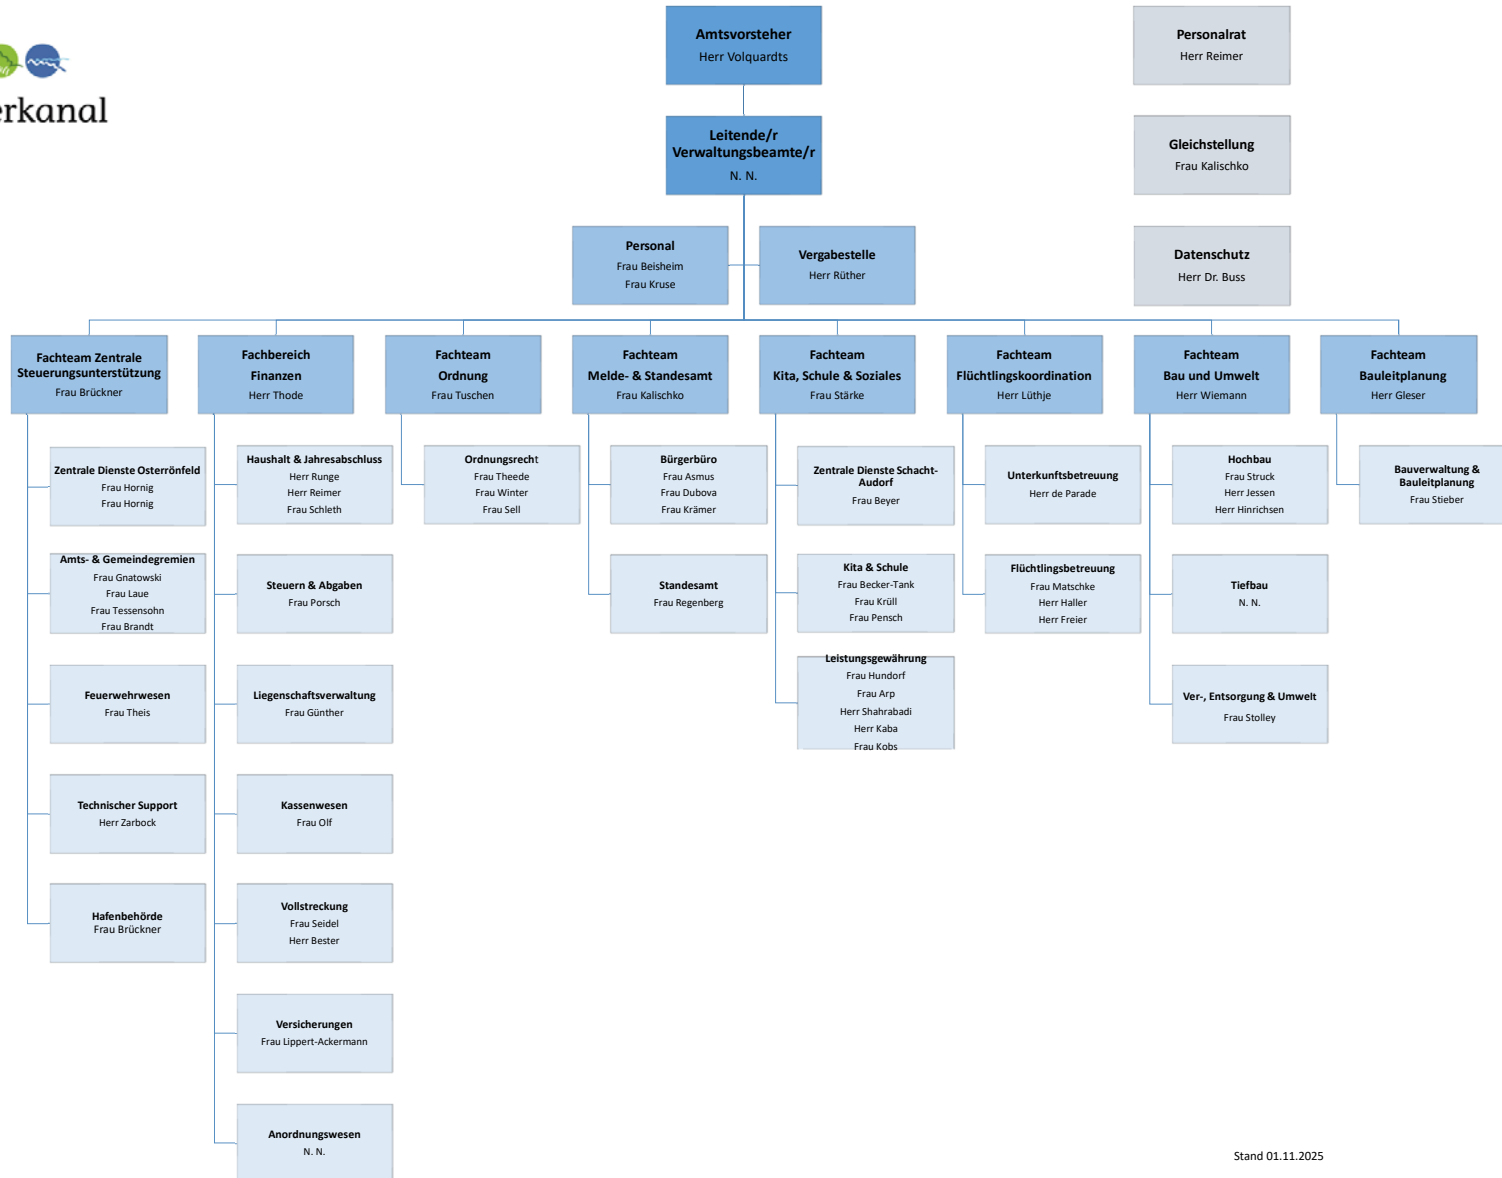 erkanal
Amtsvorsteher
Herr Volquardts
Personalrat
Herr Reimer
Leitende/r
Verwaltungsbeamte/r
N. N.
Gleichstellung
Frau Kalischko
Personal
Frau Beisheim
Frau Kruse
Vergabestelle
Herr Rüther
Datenschutz
Herr Dr. Buss
Fachteam Zentrale
Steuerungsunterstützung
Frau Brückner
Fachbereich
Finanzen
Herr Thode
Fachteam
Ordnung
Frau Tuschen
Fachteam
Melde- & Standesamt
Frau Kalischko
Fachteam
Kita, Schule & Soziales
Frau Stärke
Fachteam
Flüchtlingskoordination
Herr Lüthje
Fachteam
Bau und Umwelt
Herr Wiemann
Fachteam
Bauleitplanung
Herr Gleser
Zentrale Dienste Osterrönfeld
Frau Hornig
Frau Hornig
Haushalt & Jahresabschluss
Herr Runge
Herr Reimer
Frau Schleth
Ordnungsrecht
Frau Theede
Frau Winter
Frau Sell
Bürgerbüro
Frau Asmus
Frau Dubova
Frau Krämer
Zentrale Dienste Schacht-
Audorf
Frau Beyer
Unterkunftsbetreuung
Herr de Parade
Hochbau
Frau Struck
Herr Jessen
Herr Hinrichsen
Bauverwaltung &
Bauleitplanung
Frau Stieber
Amts- & Gemeindegremien
Frau Gnatowski
Frau Laue
Frau Tessensohn
Frau Brandt
Steuern & Abgaben
Frau Porsch
Standesamt
Frau Regenberg
Kita & Schule
Frau Becker-Tank
Frau Krüll
Frau Pensch
Flüchtlingsbetreuung
Frau Matschke
Herr Haller
Herr Freier
Tiefbau
N. N.
Feuerwehrwesen
Frau Theis
Liegenschaftsverwaltung
Frau Günther
Leistungsgewährung
Frau Hundorf
Frau Arp
Herr Shahrabadi
Herr Kaba
Frau Kobs
Ver-, Entsorgung & Umwelt
Frau Stolley
Technischer Support
Herr Zarbock
Kassenwesen
Frau Olf
Hafenbehörde
Frau Brückner
Vollstreckung
Frau Seidel
Herr Bester
Versicherungen
Frau Lippert-Ackermann
Anordnungswesen
N. N.
Stand 01.11.2025